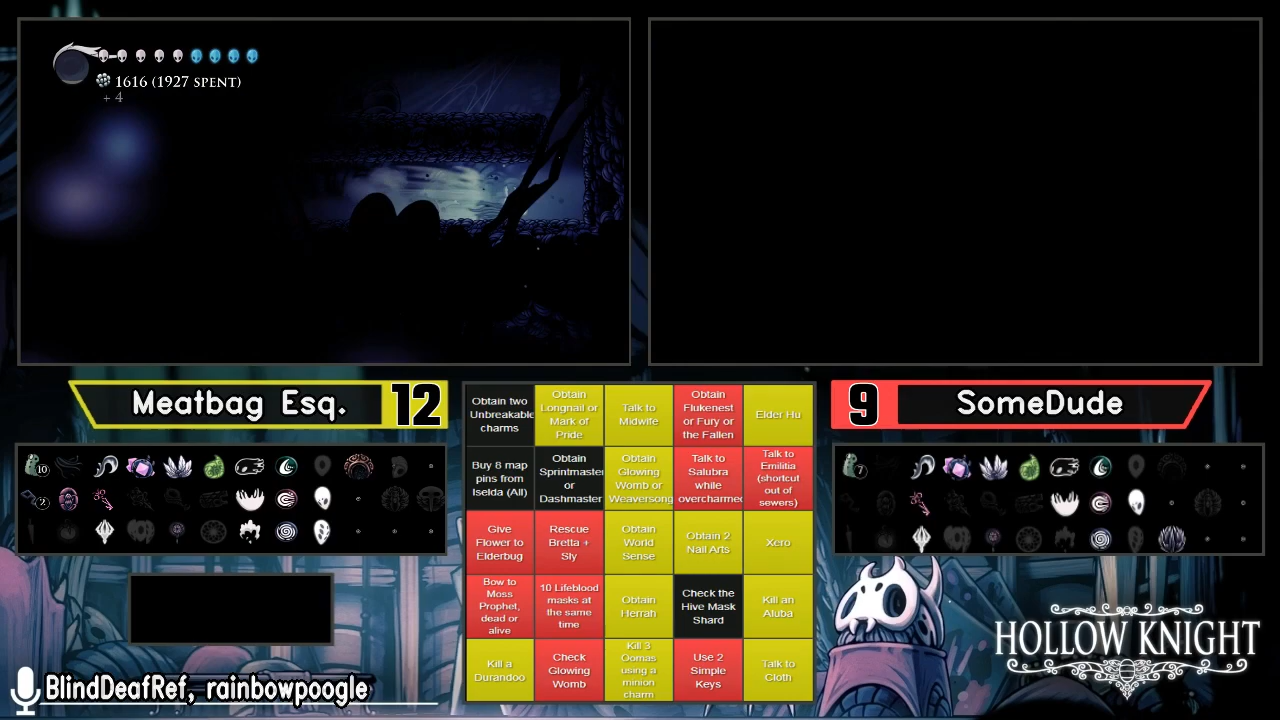 1616 (1927 SPENT)
+ 4
Meatbag Esq.
12
9
SomeDude
10
2
7
Obtain two
Unbreakable
charms
Obtain
Longnail or
Mark of
Pride
Talk to
Midwife
Obtain
Flukenest
or Fury or
the Fallen
Elder Hu
Buy 8 map
pins from
Iselda (All)
Obtain
Sprintmaster
or
Dashmaster
Obtain
Glowing
Womb or
Weaversong
Talk to
Salubra
while
overcharmed
Talk to
Emilitia
(shortcut
out of
sewers)
Give
Flower to
Elderbug
Rescue
Bretta +
Sly
Obtain
World
Sense
Obtain 2
Nail Arts
Xero
Bow to
Moss
Prophet,
dead or
alive
10 Lifeblood
masks at
the same
time
Obtain
Herrah
Check the
Hive Mask
Shard
Kill an
Aluba
Kill a
Durandoo
Check
Glowing
Womb
Kill 3
Oomas
using a
minion
charm
Use 2
Simple
Keys
Talk to
Cloth
BlindDeafRef, rainbowpoogle
HOLLOW KNIGHT